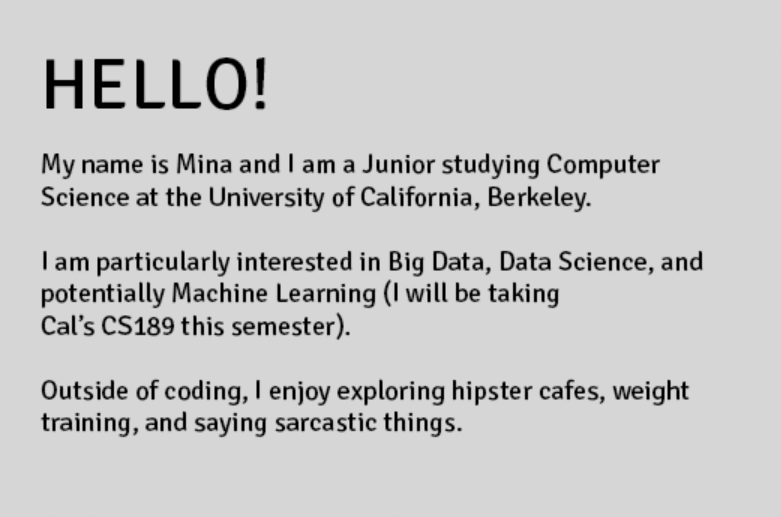 HELLO!
My name is Mina and I am a Junior studying Computer
Science at the University of California, Berkeley.
I am particularly interested in Big Data, Data Science, and
potentially Machine Learning (I will be taking
Cal's CS189 this semester).
Outside of coding, I enjoy exploring hipster cafes, weight
training, and saying sarcastic things.